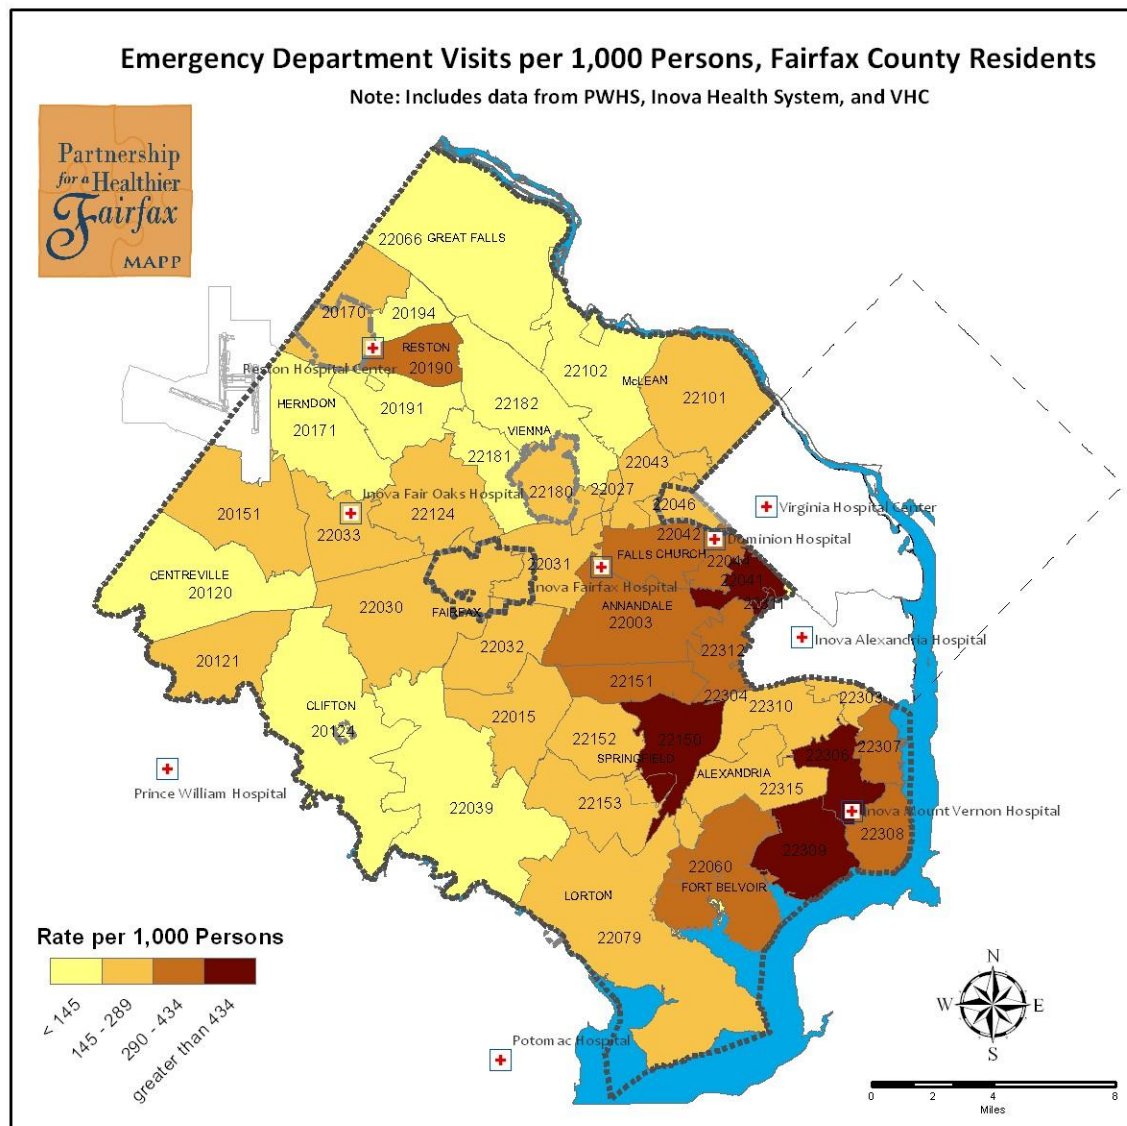 Emergency Department Visits per 1,000 Persons, Fairfax County Residents
Note: Includes data from PWHS, Inova Health System, and VHC
Partnership
for a Healthier
Fairfax
MAPP
22066 GREAT FALLS
20170
20194
RESTON
20190
Reston Hospital Center
22102
McLEAN
22101
HERNDON
20171
20191
22182
VIENNA
22181
22043
22180
22027
22046
Inova Fair Oaks Hospital
22124
20151
22033
Virginia Hospital Center
22042
Dominion Hospital
FALLS CHURCH
22044
22041
22031
Inova Fairfax Hospital
CENTREVILLE
20120
22030
FAIRFAX
ANNANDALE
22003
Inova Alexandria Hospital
22032
22312
20121
22151
22304
22310
22303
CLIFTON
20124
22015
22152
22150
SPRINGFIELD
22306
22307
ALEXANDRIA
22315
Prince William Hospital
22039
22153
Inova Mount Vernon Hospital
22308
22309
22060
FORT BELVOIR
LORTON
22079
Potomac Hospital
Rate per 1,000 Persons
< 145
145 - 289
290 - 434
greater than 434
N
W E
S
0 2 4 8
Miles